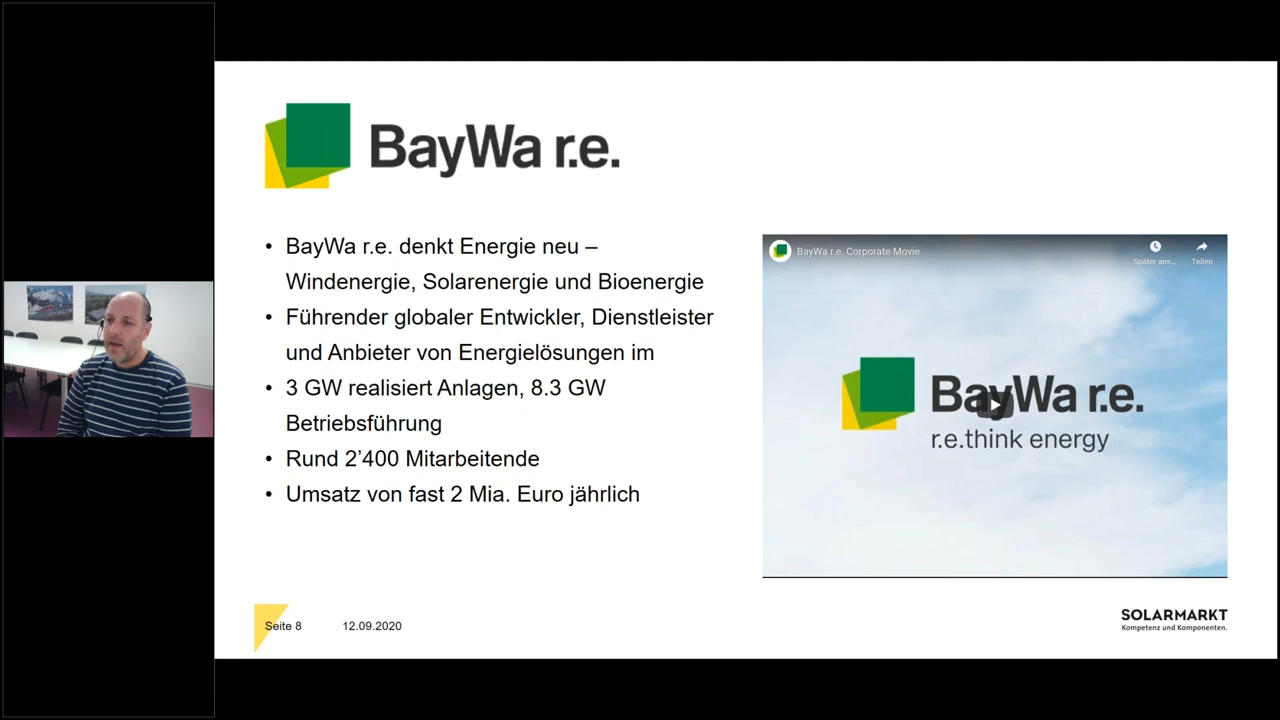 BayWa r.e.
• BayWa r.e. denkt Energie neu –
Windenergie, Solarenergie und Bioenergie
• Führender globaler Entwickler, Dienstleister
und Anbieter von Energielösungen im
• 3 GW realisiert Anlagen, 8.3 GW
Betriebsführung
• Rund 2’400 Mitarbeitende
• Umsatz von fast 2 Mia. Euro jährlich
BayWa r.e. Corporate Movie
Später ans...
Teilen
BayWa r.e.
r.e.think energy
Seite 8
12.09.2020
SOLARMARKT
Kompetenz und Komponenten.